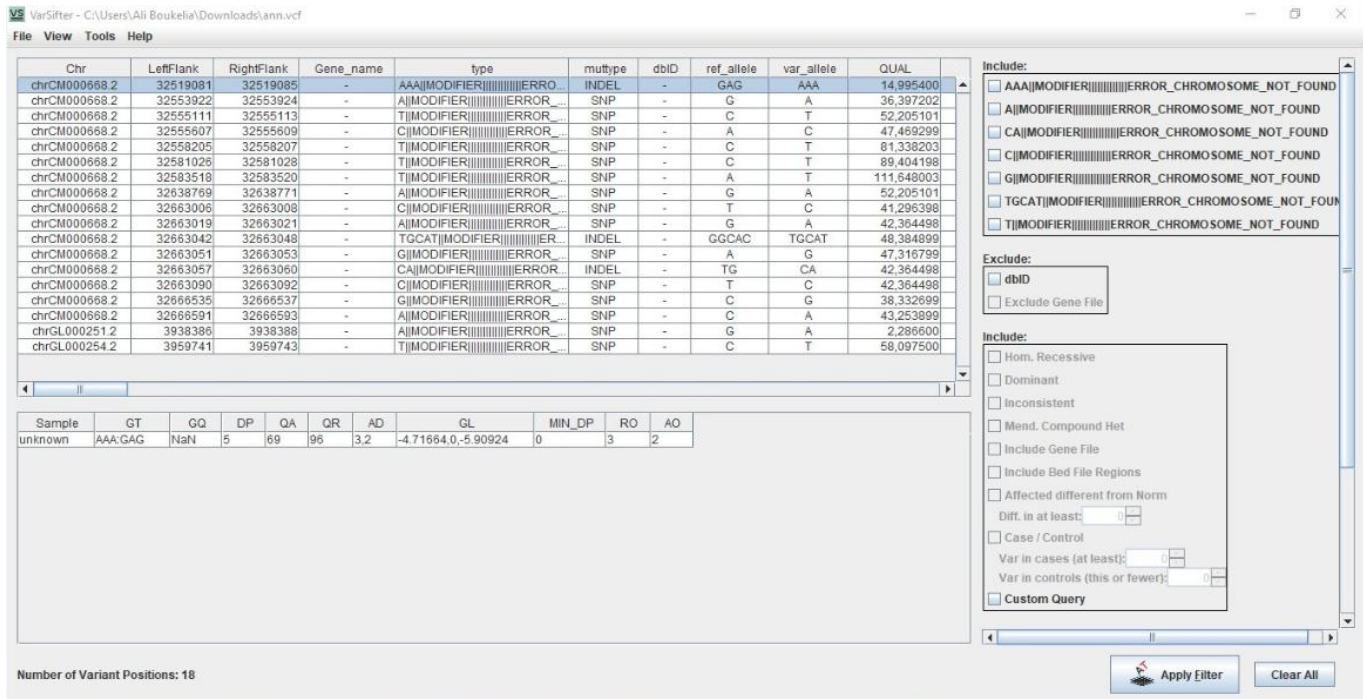 VS VarSifter - C:\Users\Ali Boukelia\Downloads\ann.vcf
File View Tools Help
Chr LeftFlank RightFlank Gene_name type muttype dbID ref_allele var_allele QUAL
chrCM000668.2 32519081 32519085 - AAA||MODIFIER|||||||||||||ERRO... INDEL - GAG AAA 14,995400
chrCM000668.2 32553922 32553924 - A||MODIFIER|||||||||||||ERROR_... SNP - G A 36,397202
chrCM000668.2 32555111 32555113 - T||MODIFIER|||||||||||||ERROR_... SNP - C T 52,205101
chrCM000668.2 32555607 32555609 - C||MODIFIER|||||||||||||ERROR_... SNP - A C 47,469299
chrCM000668.2 32558205 32558207 - T||MODIFIER|||||||||||||ERROR_... SNP - C T 81,338203
chrCM000668.2 32581026 32581028 - T||MODIFIER|||||||||||||ERROR_... SNP - C T 89,404198
chrCM000668.2 32583518 32583520 - T||MODIFIER|||||||||||||ERROR_... SNP - A T 111,648003
chrCM000668.2 32638769 32638771 - A||MODIFIER|||||||||||||ERROR_... SNP - G A 52,205101
chrCM000668.2 32663006 32663008 - C||MODIFIER|||||||||||||ERROR_... SNP - T C 41,296398
chrCM000668.2 32663019 32663021 - A||MODIFIER|||||||||||||ERROR_... SNP - G A 42,364498
chrCM000668.2 32663042 32663048 - TGCAT||MODIFIER|||||||||||||ER... INDEL - GGCAC TGCAT 48,384899
chrCM000668.2 32663051 32663053 - G||MODIFIER|||||||||||||ERROR_... SNP - A G 47,316799
chrCM000668.2 32663057 32663060 - CA||MODIFIER|||||||||||||ERROR... INDEL - TG CA 42,364498
chrCM000668.2 32663090 32663092 - C||MODIFIER|||||||||||||ERROR_... SNP - T C 42,364498
chrCM000668.2 32666535 32666537 - G||MODIFIER|||||||||||||ERROR_... SNP - C G 38,332699
chrCM000668.2 32666591 32666593 - A||MODIFIER|||||||||||||ERROR_... SNP - C A 43,253899
chrGL000251.2 3938386 3938388 - A||MODIFIER|||||||||||||ERROR_... SNP - G A 2,286600
chrGL000254.2 3959741 3959743 - T||MODIFIER|||||||||||||ERROR_... SNP - C T 58,097500
Sample GT GQ DP QA QR AD GL MIN_DP RO AO
unknown AAA:GAG NaN 5 69 96 3,2 -4.71664,0,-5.90924 0 3 2
Number of Variant Positions: 18
Include:
AAA||MODIFIER|||||||||||||ERROR_CHROMOSOME_NOT_FOUND
A||MODIFIER|||||||||||||ERROR_CHROMOSOME_NOT_FOUND
CA||MODIFIER|||||||||||||ERROR_CHROMOSOME_NOT_FOUND
C||MODIFIER|||||||||||||ERROR_CHROMOSOME_NOT_FOUND
G||MODIFIER|||||||||||||ERROR_CHROMOSOME_NOT_FOUND
TGCAT||MODIFIER|||||||||||||ERROR_CHROMOSOME_NOT_FOUN
T||MODIFIER|||||||||||||ERROR_CHROMOSOME_NOT_FOUND
Exclude:
dbID
Exclude Gene File
Include:
Hom. Recessive
Dominant
Inconsistent
Mend. Compound Het
Include Gene File
Include Bed File Regions
Affected different from Norm
Diff. in at least: 0
Case / Control
Var in cases (at least): 0
Var in controls (this or fewer): 0
Custom Query
Apply Filter Clear All